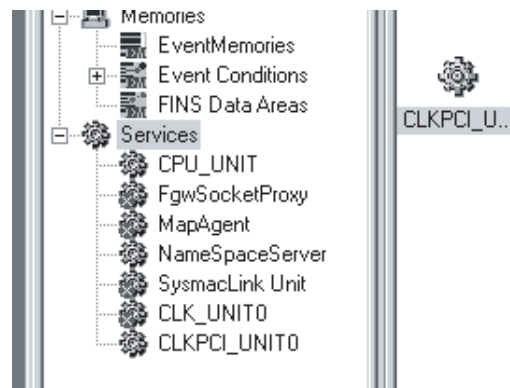 Memories
EventMemories
Event Conditions
FINS Data Areas
Services
CPU_UNIT
FgwSocketProxy
MapAgent
NameSpaceServer
SysmacLink Unit
CLK_UNIT0
CLKPCI_UNIT0
CLKPCI_U...